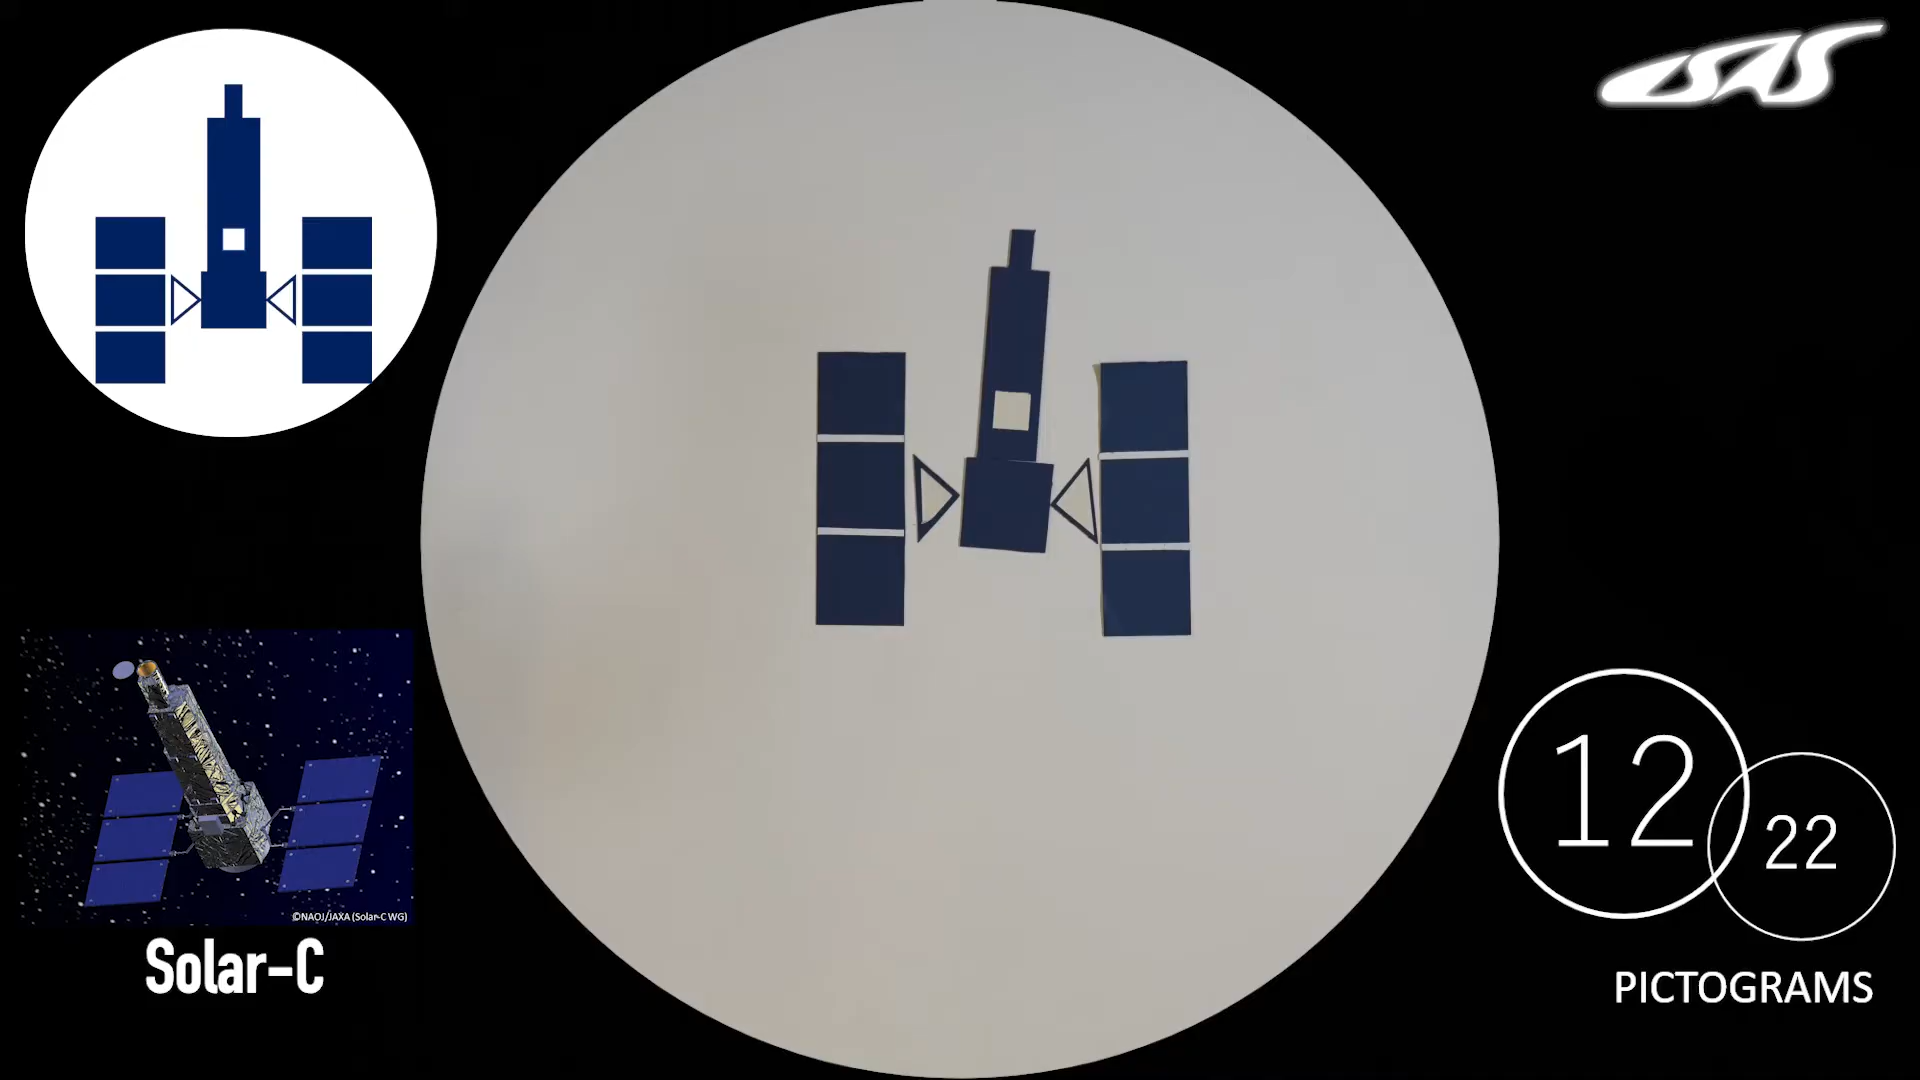 ISAS
©NAOJ/JAXA (Solar-C WG)
Solar-C
12
22
PICTOGRAMS